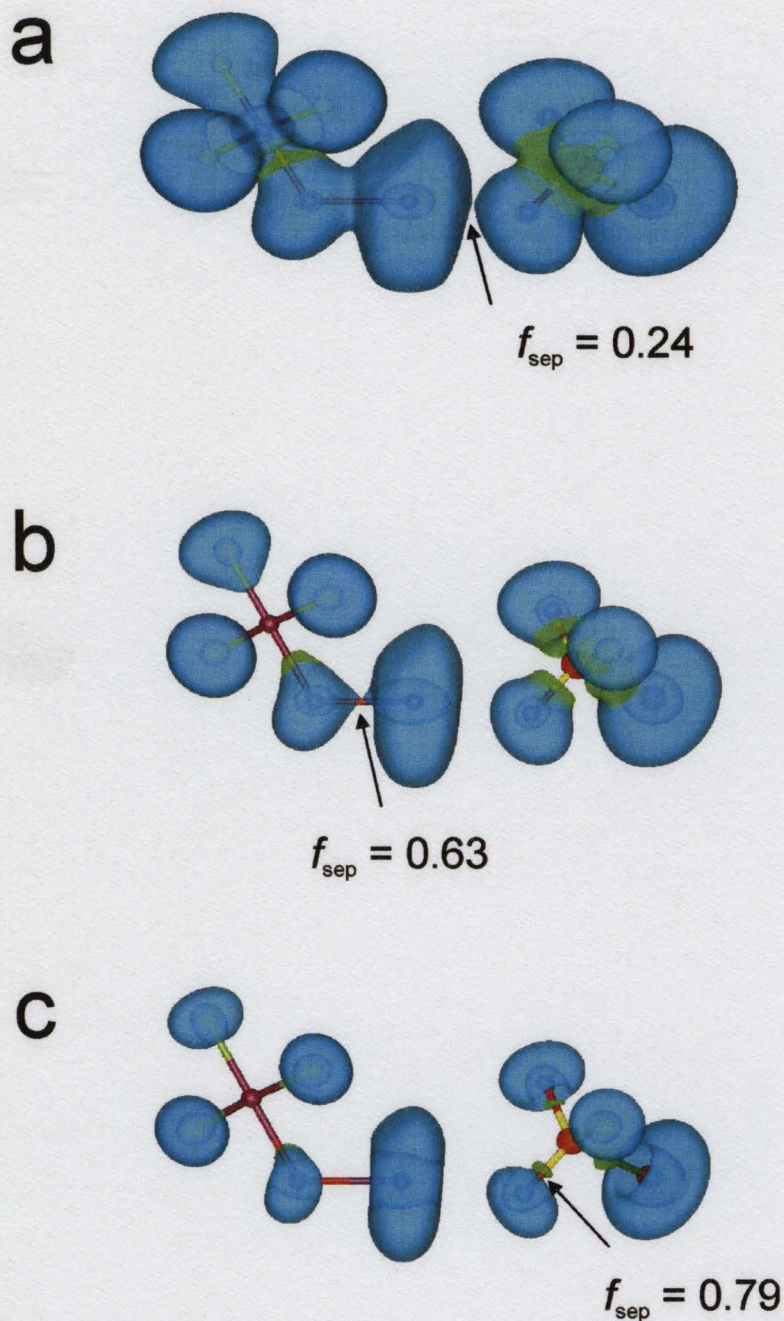 a
f_sep = 0.24
b
f_sep = 0.63
c
f_sep = 0.79